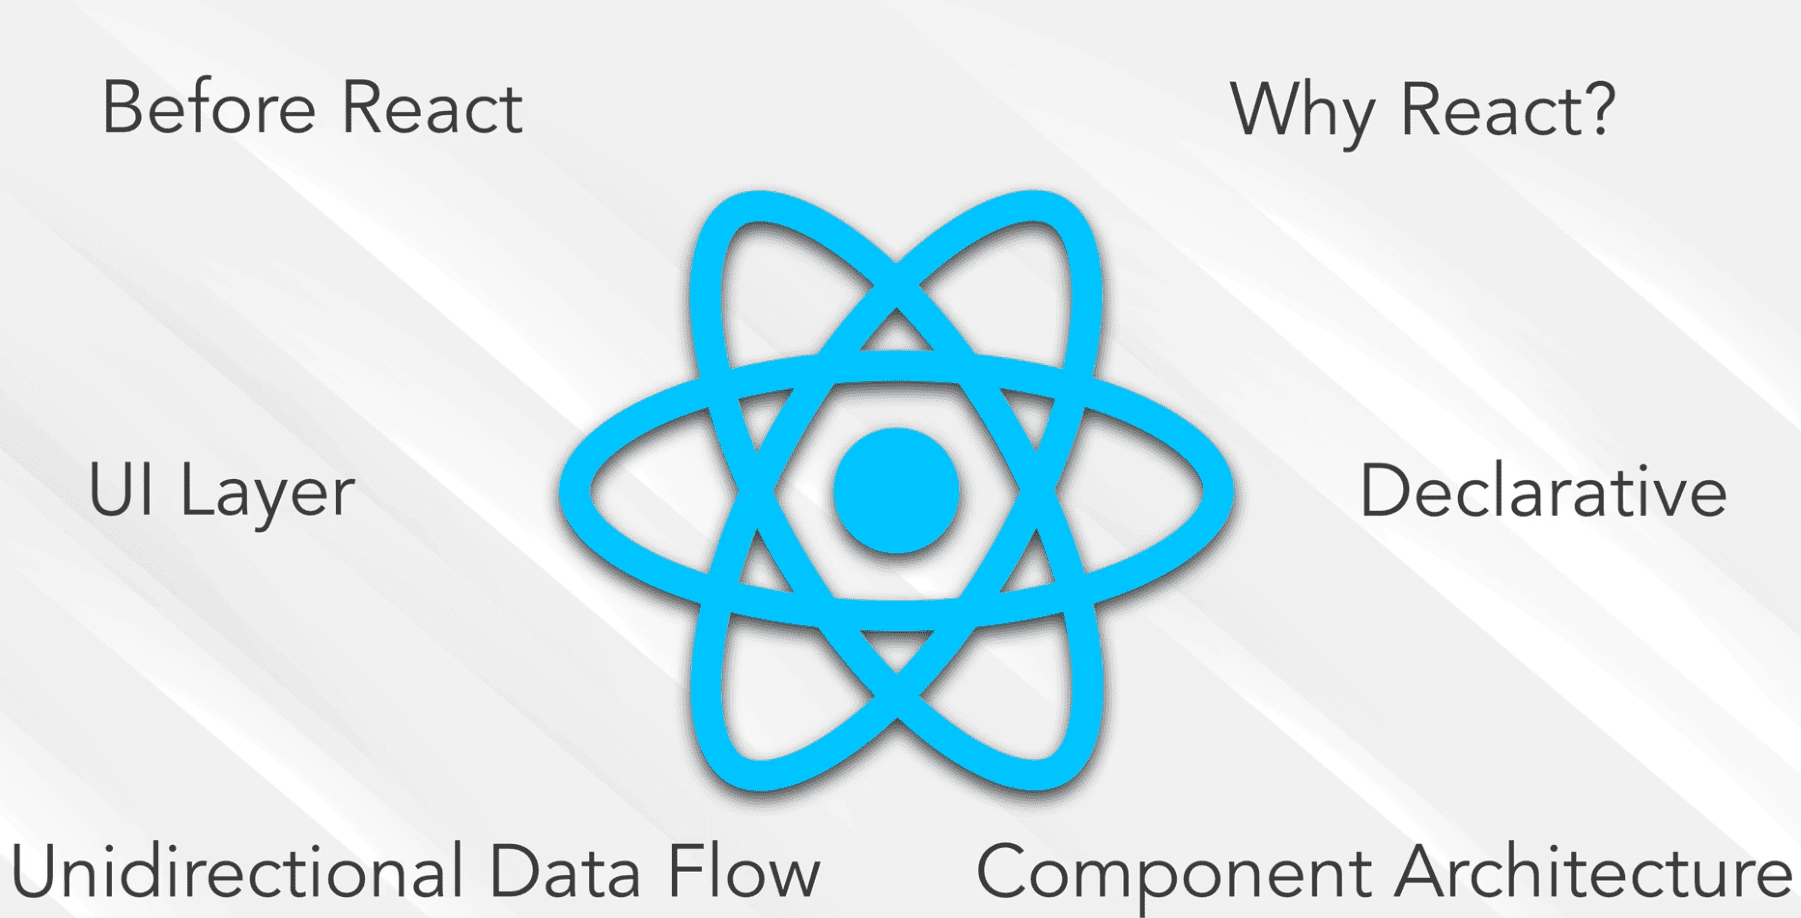 Before React
Why React?
UI Layer
Declarative
Unidirectional Data Flow
Component Architecture